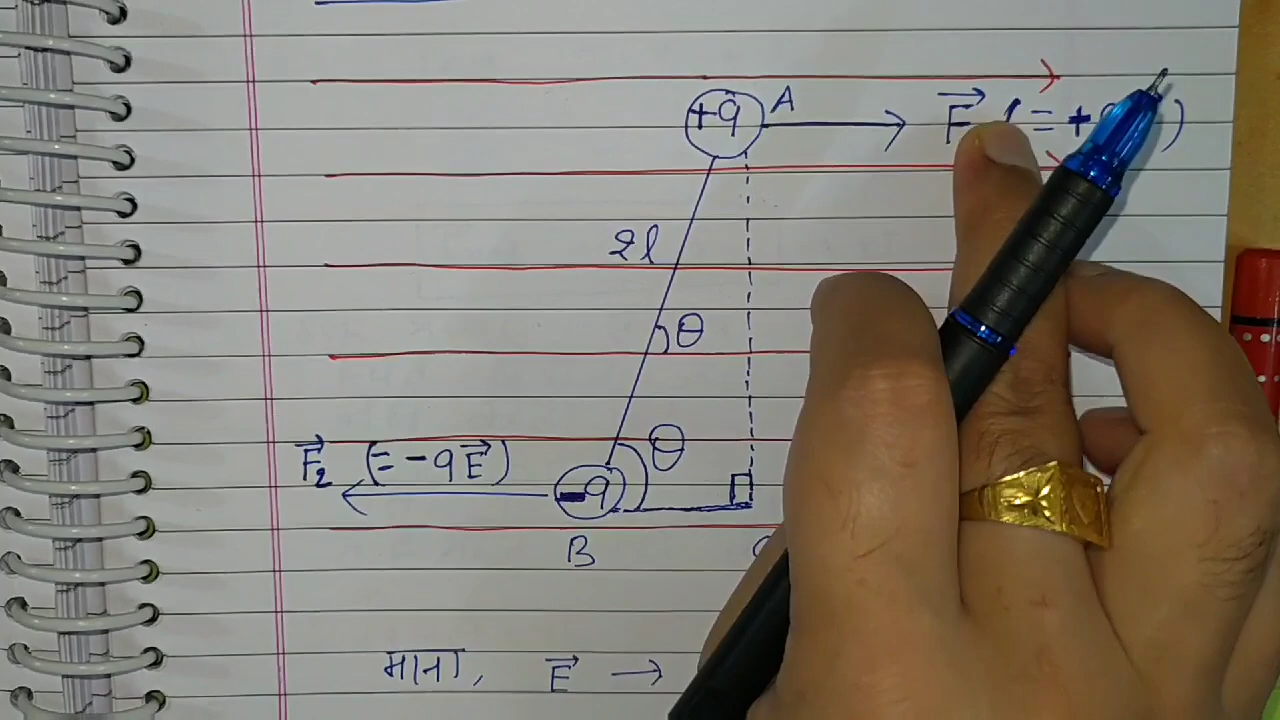 +q A → F⃗
2l
θ
θ
F⃗₂ (= -qE⃗)
-q
B
माना, E⃗ →